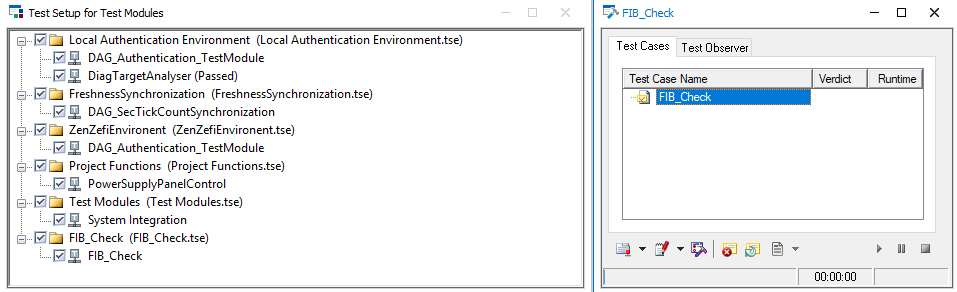 Test Setup for Test Modules
Local Authentication Environment (Local Authentication Environment.tse)
DAG_Authentication_TestModule
DiagTargetAnalyser (Passed)
FreshnessSynchronization (FreshnessSynchronization.tse)
DAG_SecTickCountSynchronization
ZenZefiEnvironent (ZenZefiEnvironent.tse)
DAG_Authentication_TestModule
Project Functions (Project Functions.tse)
PowerSupplyPanelControl
Test Modules (Test Modules.tse)
System Integration
FIB_Check (FIB_Check.tse)
FIB_Check
FIB_Check
Test Cases Test Observer
Test Case Name Verdict Runtime
FIB_Check
00:00:00